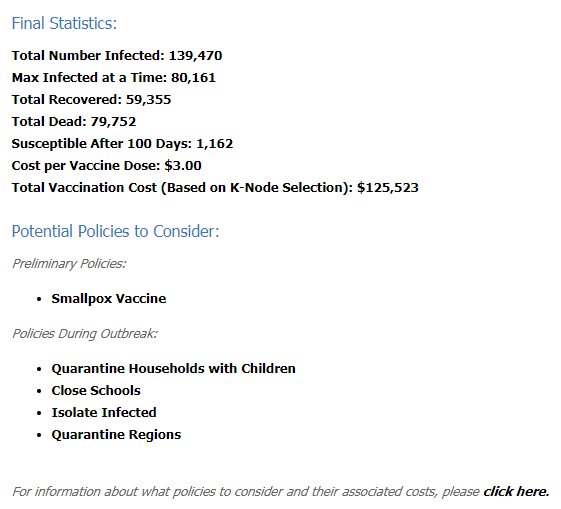 Final Statistics:
Total Number Infected: 139,470
Max Infected at a Time: 80,161
Total Recovered: 59,355
Total Dead: 79,752
Susceptible After 100 Days: 1,162
Cost per Vaccine Dose: $3.00
Total Vaccination Cost (Based on K-Node Selection): $125,523
Potential Policies to Consider:
Preliminary Policies:
• Smallpox Vaccine
Policies During Outbreak:
• Quarantine Households with Children
• Close Schools
• Isolate Infected
• Quarantine Regions
For information about what policies to consider and their associated costs, please click here.